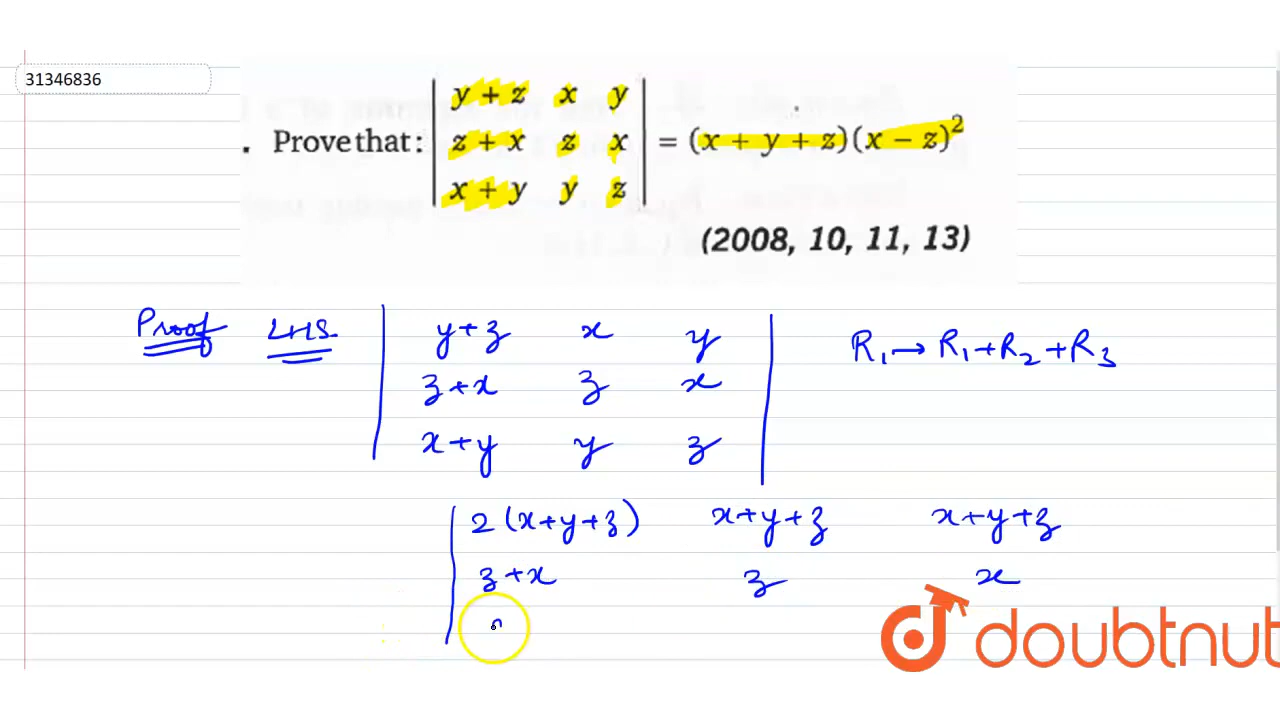 31346836
. Prove that : | y + z x y |
| z + x z x | = (x + y + z)(x − z)²
| x + y y z |
(2008, 10, 11, 13)
Proof LHS | y+z x y | R₁→ R₁+R₂+R₃
| z+x z x |
| x+y y z |
| 2(x+y+z) x+y+z x+y+z
| z+x z x
doubtnut